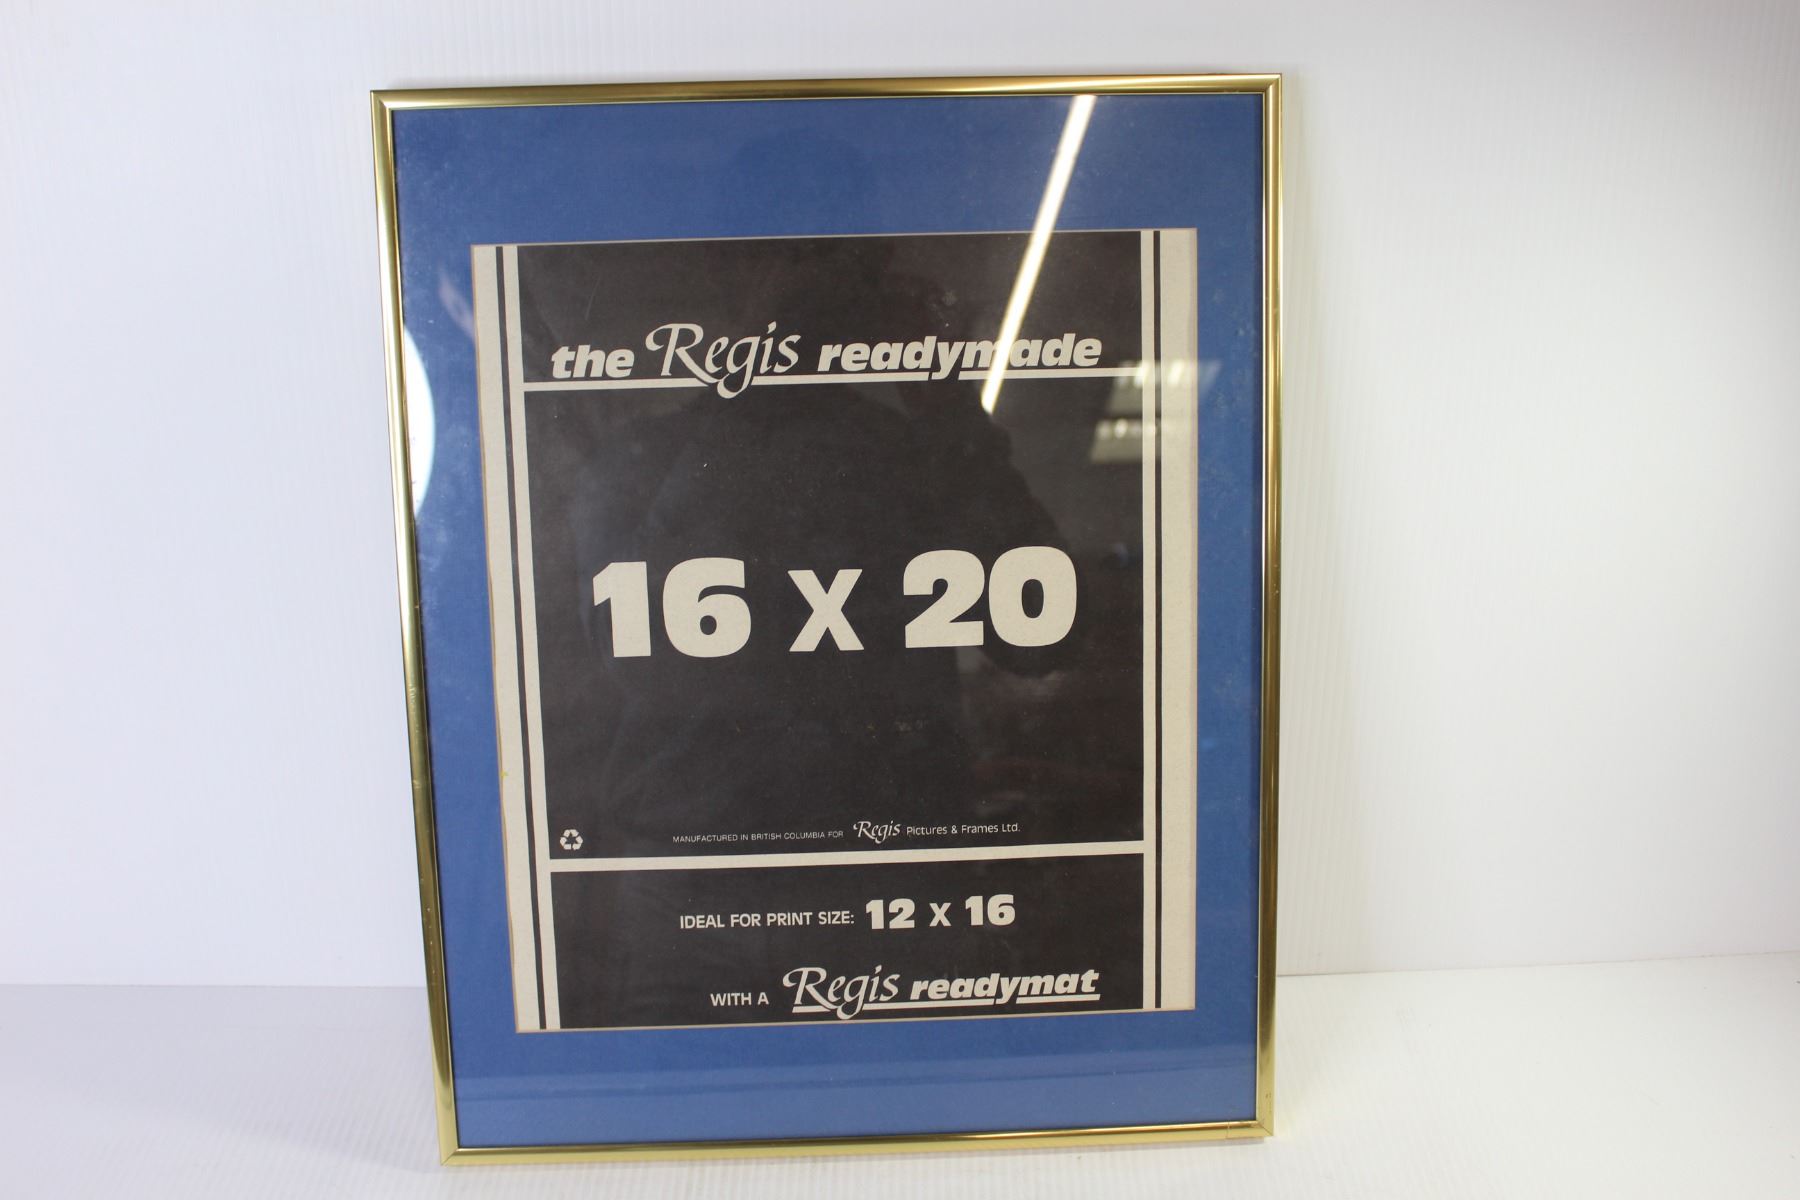 the Regis readymade
16 x 20
MANUFACTURED IN BRITISH COLUMBIA FOR Regis Pictures & Frames Ltd.
IDEAL FOR PRINT SIZE: 12 x 16
WITH A Regis readymat